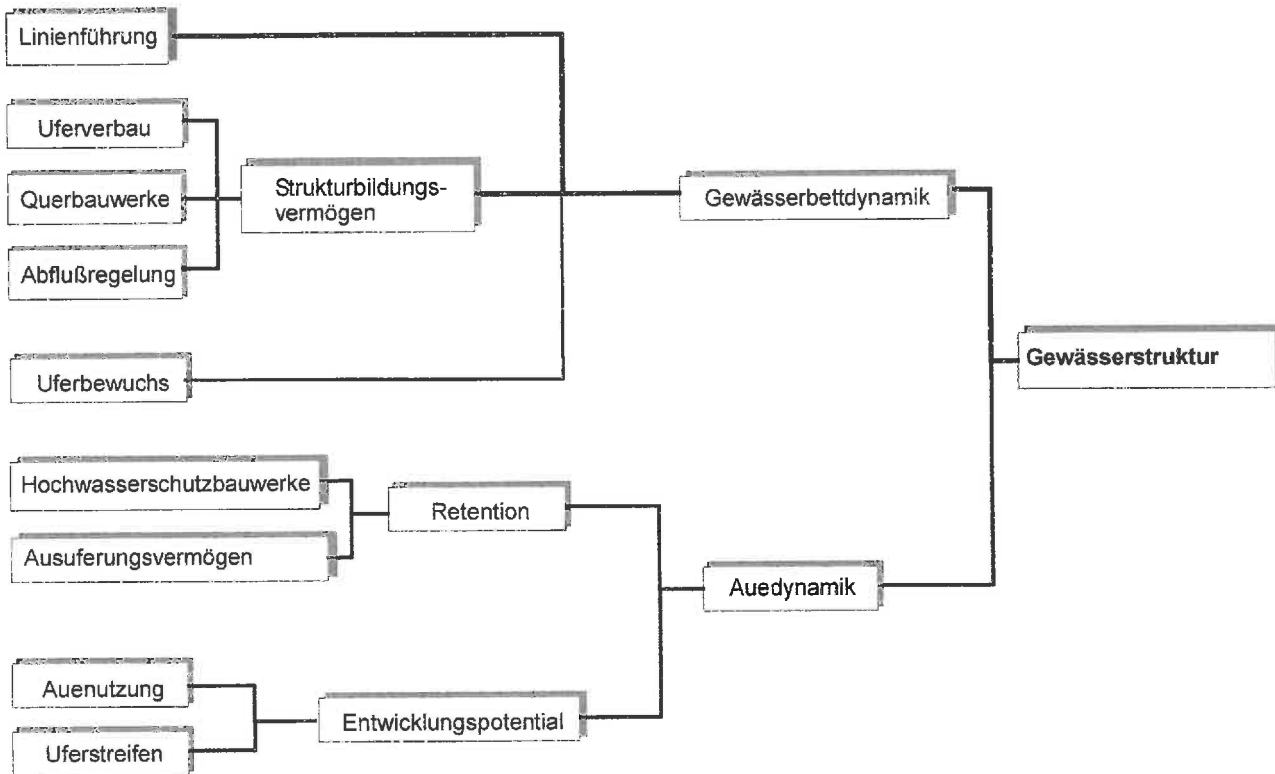 Linienführung
Uferverbau
Querbauwerke
Abflußregelung
Strukturbildungs-
vermögen
Gewässerbettdynamik
Uferbewuchs
Gewässerstruktur
Hochwasserschutzbauwerke
Ausuferungsvermögen
Retention
Auedynamik
Auenutzung
Uferstreifen
Entwicklungspotential